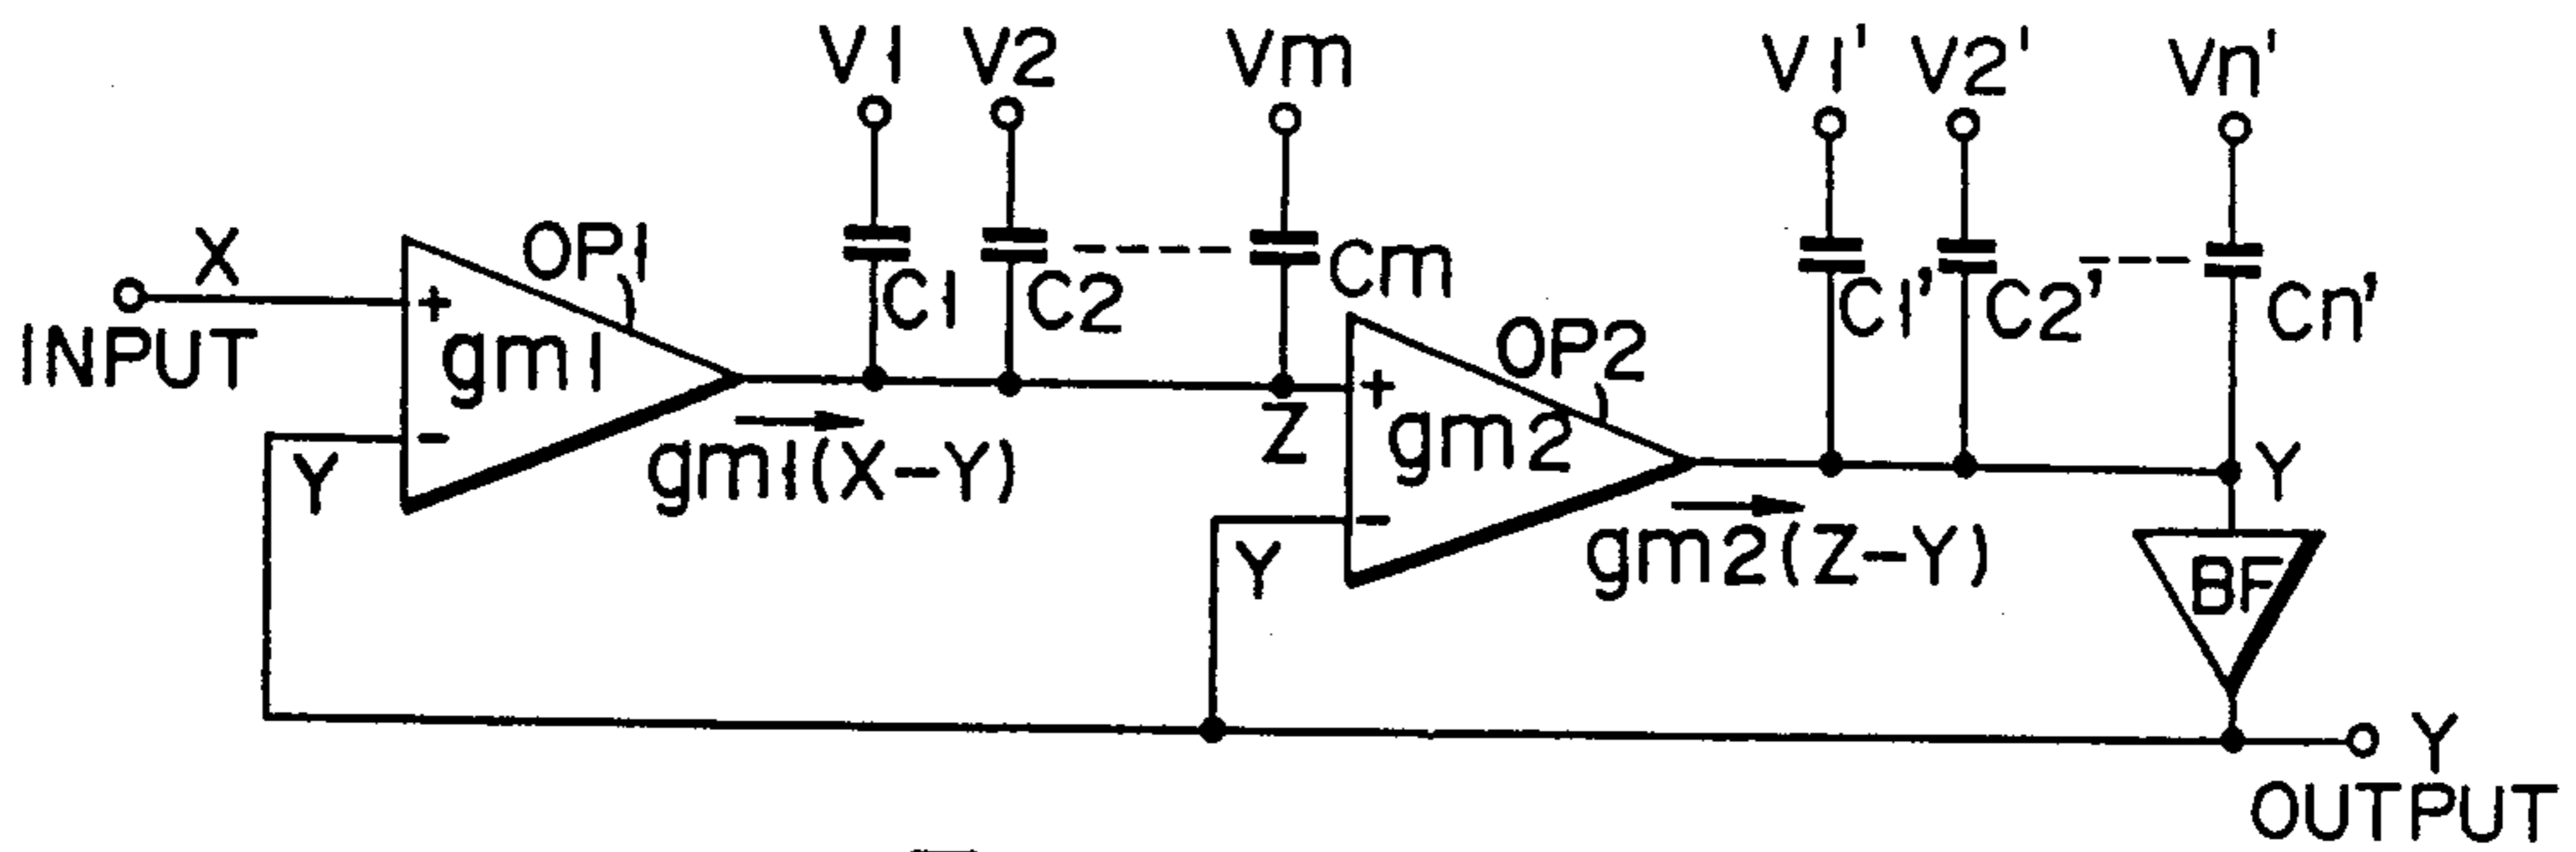 V1 V2 Vm V1' V2' Vn'
X OP1 C1 C2 Cm C1' C2' Cn'
INPUT + gm1 OP2
- Z + gm2 Y
Y gm1(X-Y) - BF
Y gm2(Z-Y)
Y
OUTPUT